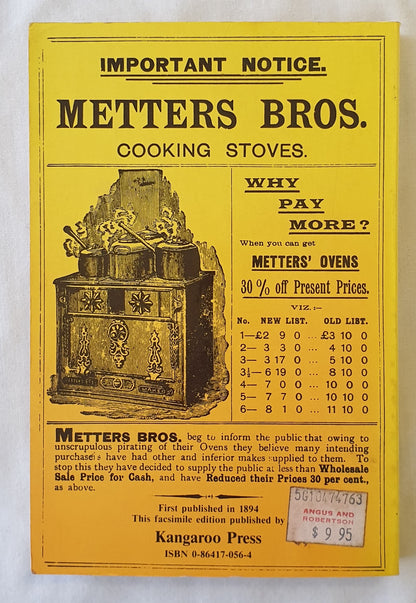 IMPORTANT NOTICE.
METTERS BROS.
COOKING STOVES.
WHY
PAY
MORE?
When you can get
METTERS' OVENS
30 % off Present Prices.
VIZ.:-
No. NEW LIST. OLD LIST.
1—£2 9 0 ... £3 10 0
2— 3 3 0 ... 4 10 0
3— 3 17 0 ... 5 10 0
3½— 6 19 0 ... 8 10 0
4— 7 0 0 ... 10 0 0
5— 7 7 0 ... 10 10 0
6— 8 1 0 ... 11 10 0
METTERS BROS. beg to inform the public that owing to
unscrupulous pirating of their Ovens they believe many intending
purchasers have had other and inferior makes supplied to them. To
stop this they have decided to supply the public at less than Wholesale
Sale Price for Cash, and have Reduced their Prices 30 per cent.,
as above.
First published in 1894
This facsimile edition published by
Kangaroo Press
ISBN 0-86417-056-4
ANGUS AND
ROBERTSON
$ 9 95